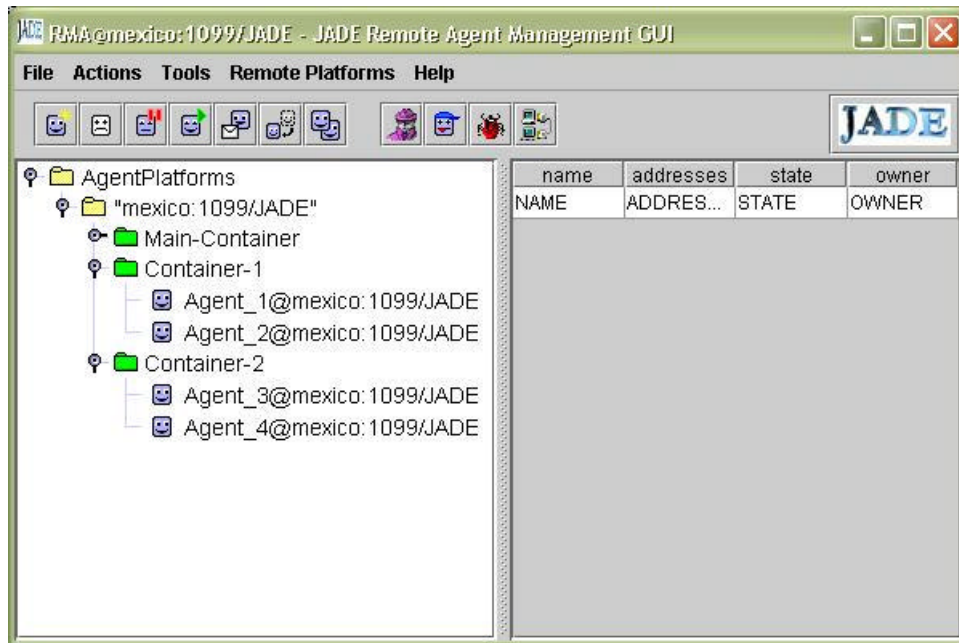 RMA@mexico:1099/JADE - JADE Remote Agent Management GUI
File Actions Tools Remote Platforms Help
JADE
AgentPlatforms
"mexico:1099/JADE"
Main-Container
Container-1
Agent_1@mexico:1099/JADE
Agent_2@mexico:1099/JADE
Container-2
Agent_3@mexico:1099/JADE
Agent_4@mexico:1099/JADE
name addresses state owner
NAME ADDRES... STATE OWNER